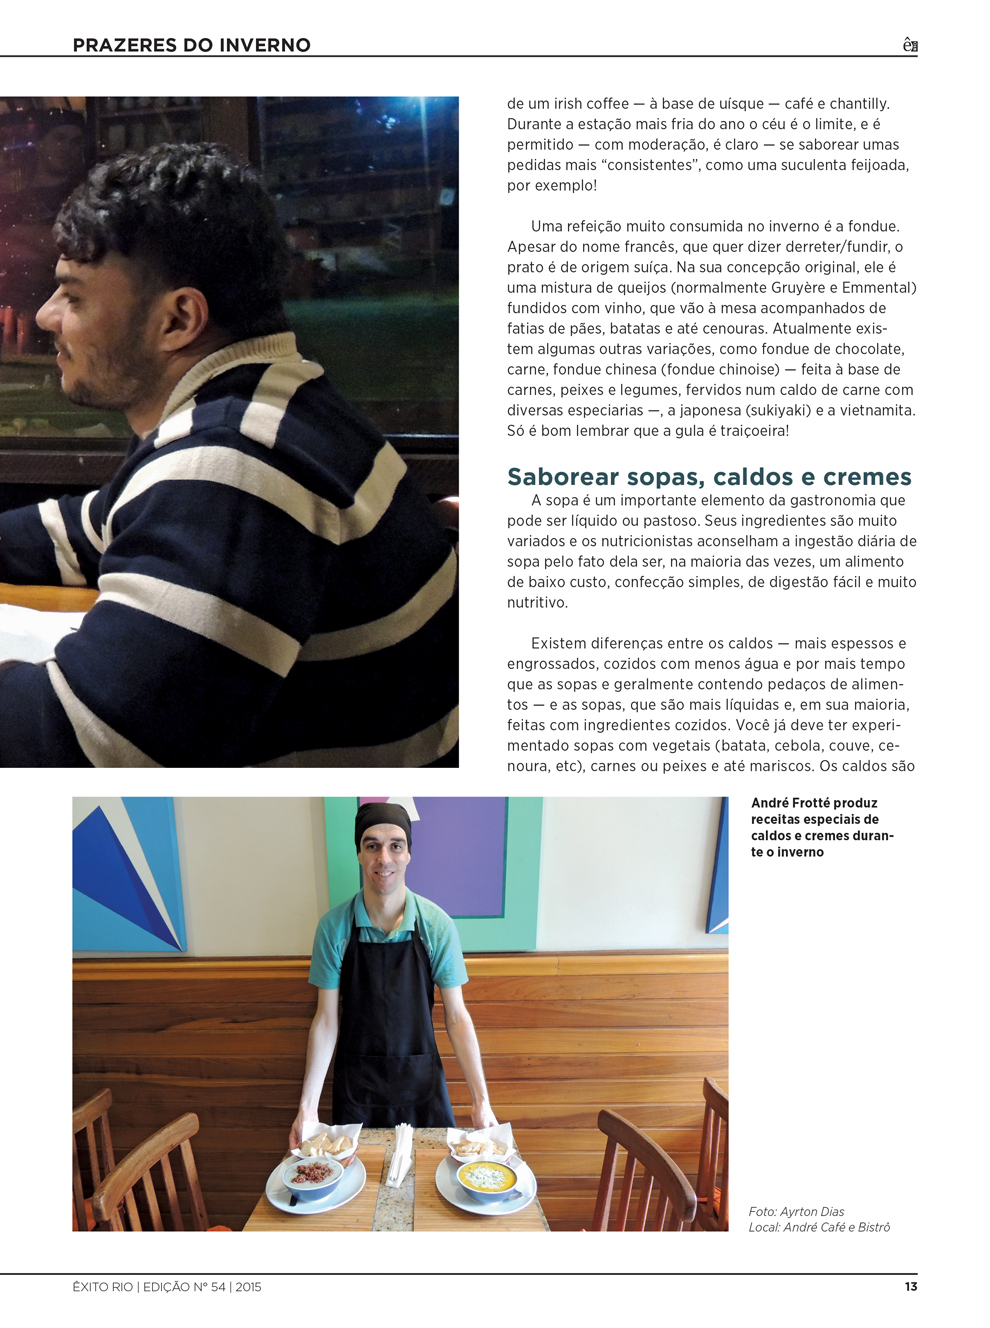 PRAZERES DO INVERNO
de um irish coffee — à base de uísque — café e chantilly.
Durante a estação mais fria do ano o céu é o limite, e é
permitido — com moderação, é claro — se saborear umas
pedidas mais “consistentes”, como uma suculenta feijoada,
por exemplo!
Uma refeição muito consumida no inverno é a fondue.
Apesar do nome francês, que quer dizer derreter/fundir, o
prato é de origem suíça. Na sua concepção original, ele é
uma mistura de queijos (normalmente Gruyère e Emmental)
fundidos com vinho, que vão à mesa acompanhados de
fatias de pães, batatas e até cenouras. Atualmente exis-
tem algumas outras variações, como fondue de chocolate,
carne, fondue chinesa (fondue chinoise) — feita à base de
carnes, peixes e legumes, fervidos num caldo de carne com
diversas especiarias —, a japonesa (sukiyaki) e a vietnamita.
Só é bom lembrar que a gula é traiçoeira!
Saborear sopas, caldos e cremes
A sopa é um importante elemento da gastronomia que
pode ser líquido ou pastoso. Seus ingredientes são muito
variados e os nutricionistas aconselham a ingestão diária de
sopa pelo fato dela ser, na maioria das vezes, um alimento
de baixo custo, confecção simples, de digestão fácil e muito
nutritivo.
Existem diferenças entre os caldos — mais espessos e
engrossados, cozidos com menos água e por mais tempo
que as sopas e geralmente contendo pedaços de alimen-
tos — e as sopas, que são mais líquidas e, em sua maioria,
feitas com ingredientes cozidos. Você já deve ter experi-
mentado sopas com vegetais (batata, cebola, couve, ce-
noura, etc), carnes ou peixes e até mariscos. Os caldos são
André Frotté produz
receitas especiais de
caldos e cremes duran-
te o inverno
Foto: Ayrton Dias
Local: André Café e Bistrô
ÊXITO RIO | EDIÇÃO N° 54 | 2015
13